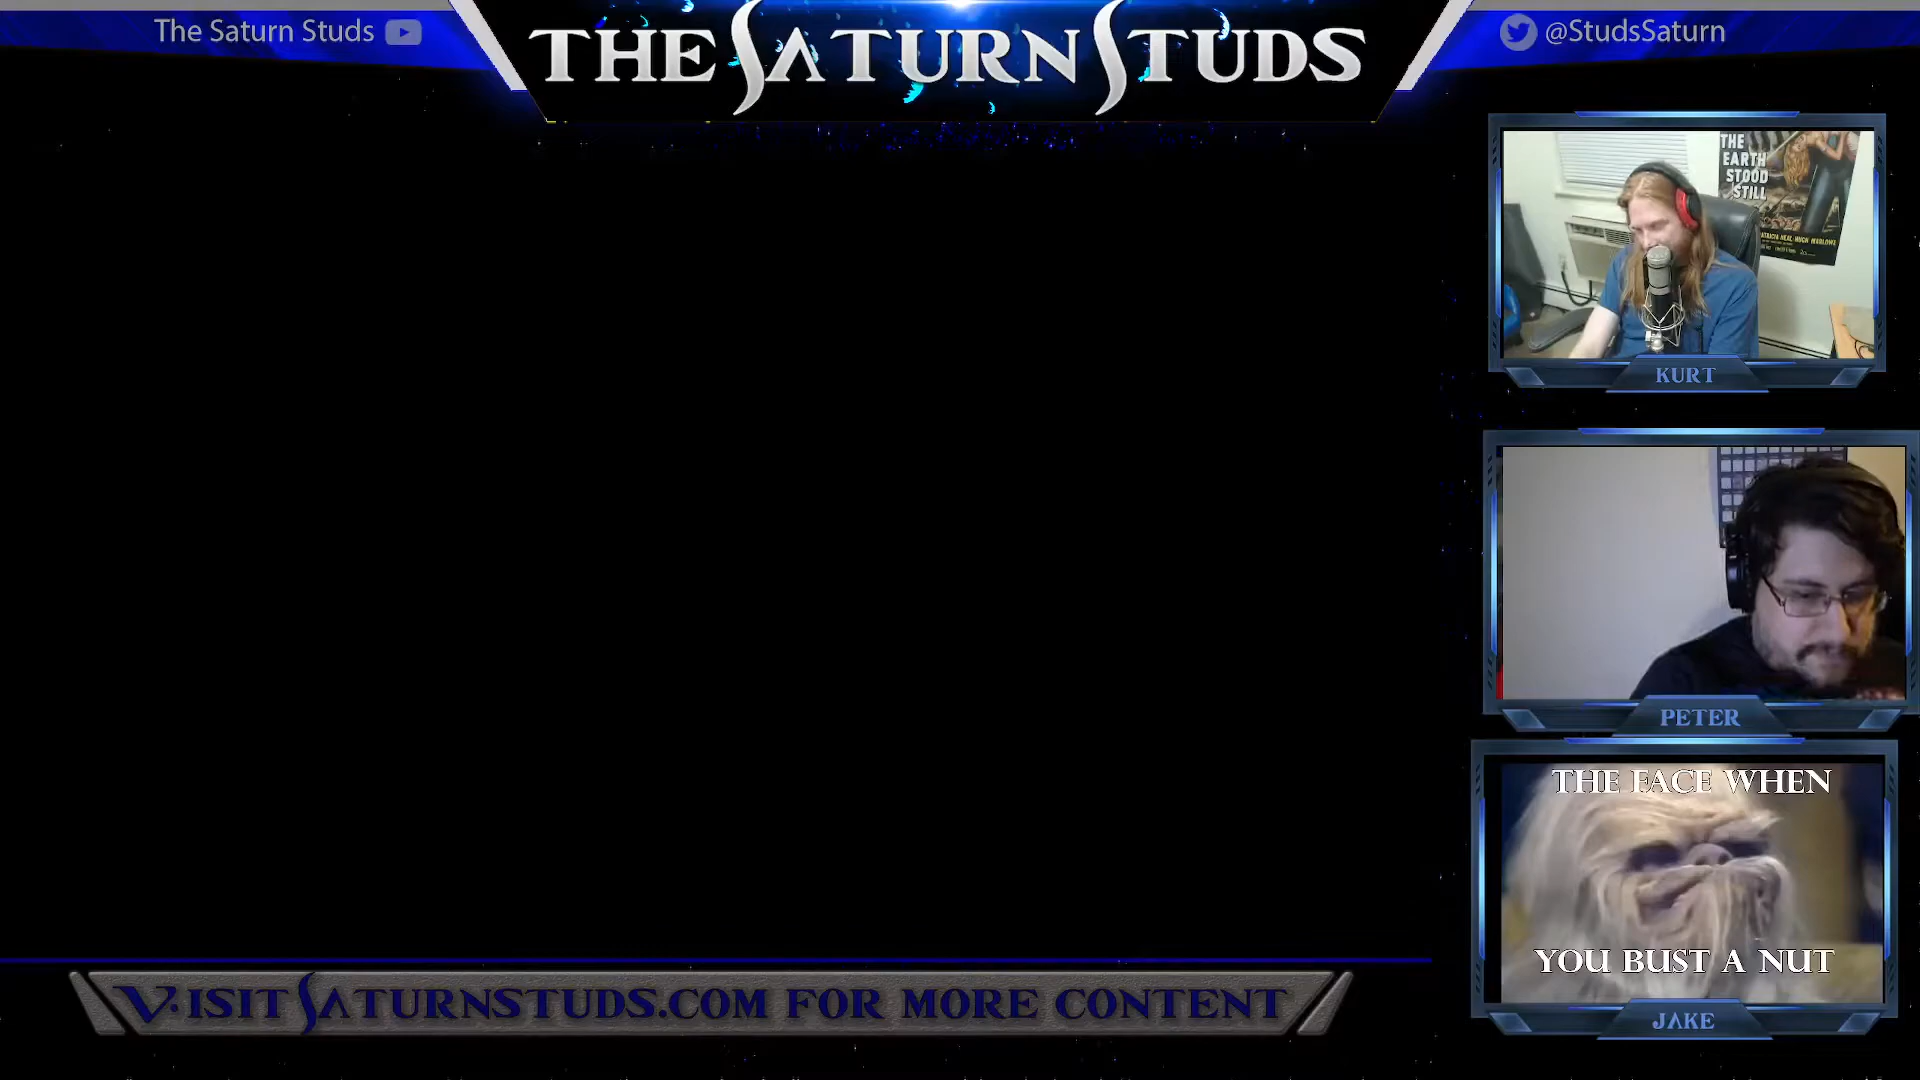 The Saturn Studs
THE SATURN STUDS
@StudsSaturn
THE
EARTH
STOOD
STILL
KURT
PETER
THE FACE WHEN
YOU BUST A NUT
JAKE
VISIT SATURNSTUDS.COM FOR MORE CONTENT